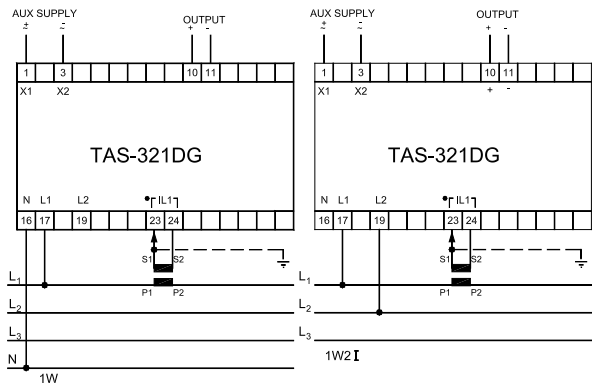 AUX SUPPLY
± -
~ ~
OUTPUT
+ -
1 3 10 11
X1 X2
TAS-321DG
N L1 L2 IL1
16 17 19 23 24
S1 S2
L1
P1 P2
L2
L3
N
1W
AUX SUPPLY
± -
~ ~
OUTPUT
+ -
1 3 10 11
X1 X2 + -
TAS-321DG
L1 L2 IL1
16 17 19 23 24
S1 S2
L1
P1 P2
L2
L3
1W2I